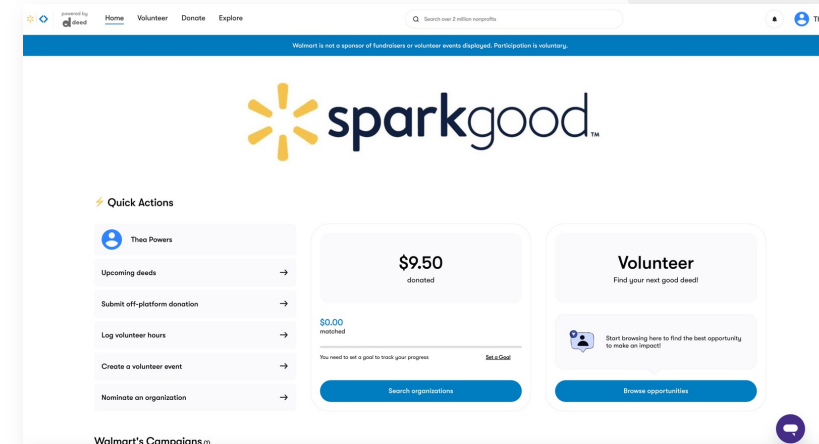 powered by
deed
Home Volunteer Donate Explore
Search over 2 million nonprofits
Th
Walmart is not a sponsor of fundraisers or volunteer events displayed. Participation is voluntary.
sparkgood™
Quick Actions
Thea Powers
Upcoming deeds
Submit off-platform donation
Log volunteer hours
Create a volunteer event
Nominate an organization
$9.50
donated
$0.00
matched
You need to set a goal to track your progress Set a Goal
Search organizations
Volunteer
Find your next good deed!
Start browsing here to find the best opportunity
to make an impact!
Browse opportunities
Walmart's Campaigns